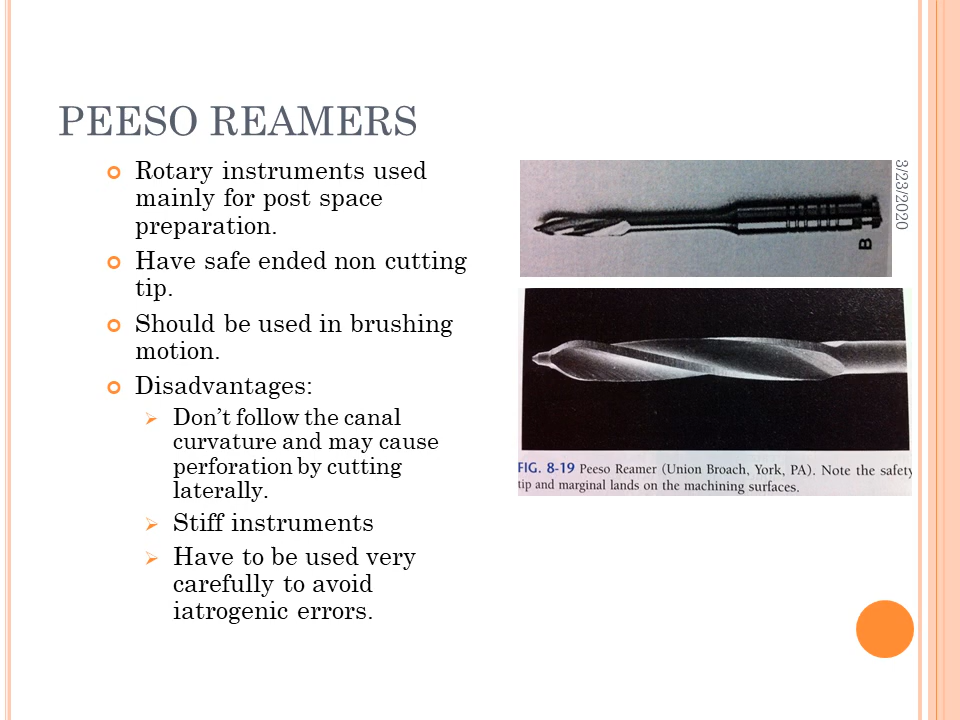 PEESO REAMERS
Rotary instruments used
mainly for post space
preparation.
Have safe ended non cutting
tip.
Should be used in brushing
motion.
Disadvantages:
Don’t follow the canal
curvature and may cause
perforation by cutting
laterally.
Stiff instruments
Have to be used very
carefully to avoid
iatrogenic errors.
3/23/2020
B
FIG. 8-19 Peeso Reamer (Union Broach, York, PA). Note the safety
tip and marginal lands on the machining surfaces.